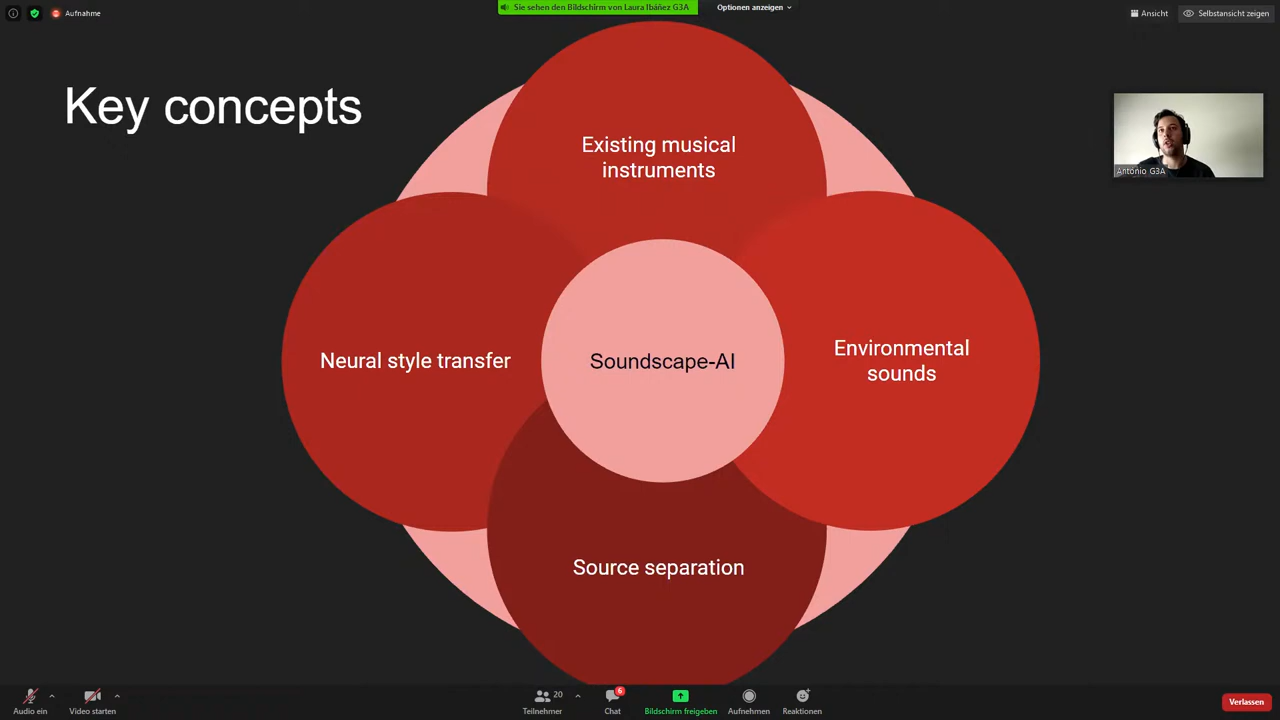 Aufnahme
Sie sehen den Bildschirm von Laura Ibáñez G3A
Optionen anzeigen
Ansicht
Selbstansicht zeigen
Key concepts
Existing musical
instruments
António G3A
Neural style transfer
Soundscape-AI
Environmental
sounds
Source separation
Audio ein
Video starten
20
Teilnehmer
6
Chat
Bildschirm freigeben
Aufnehmen
Reaktionen
Verlassen